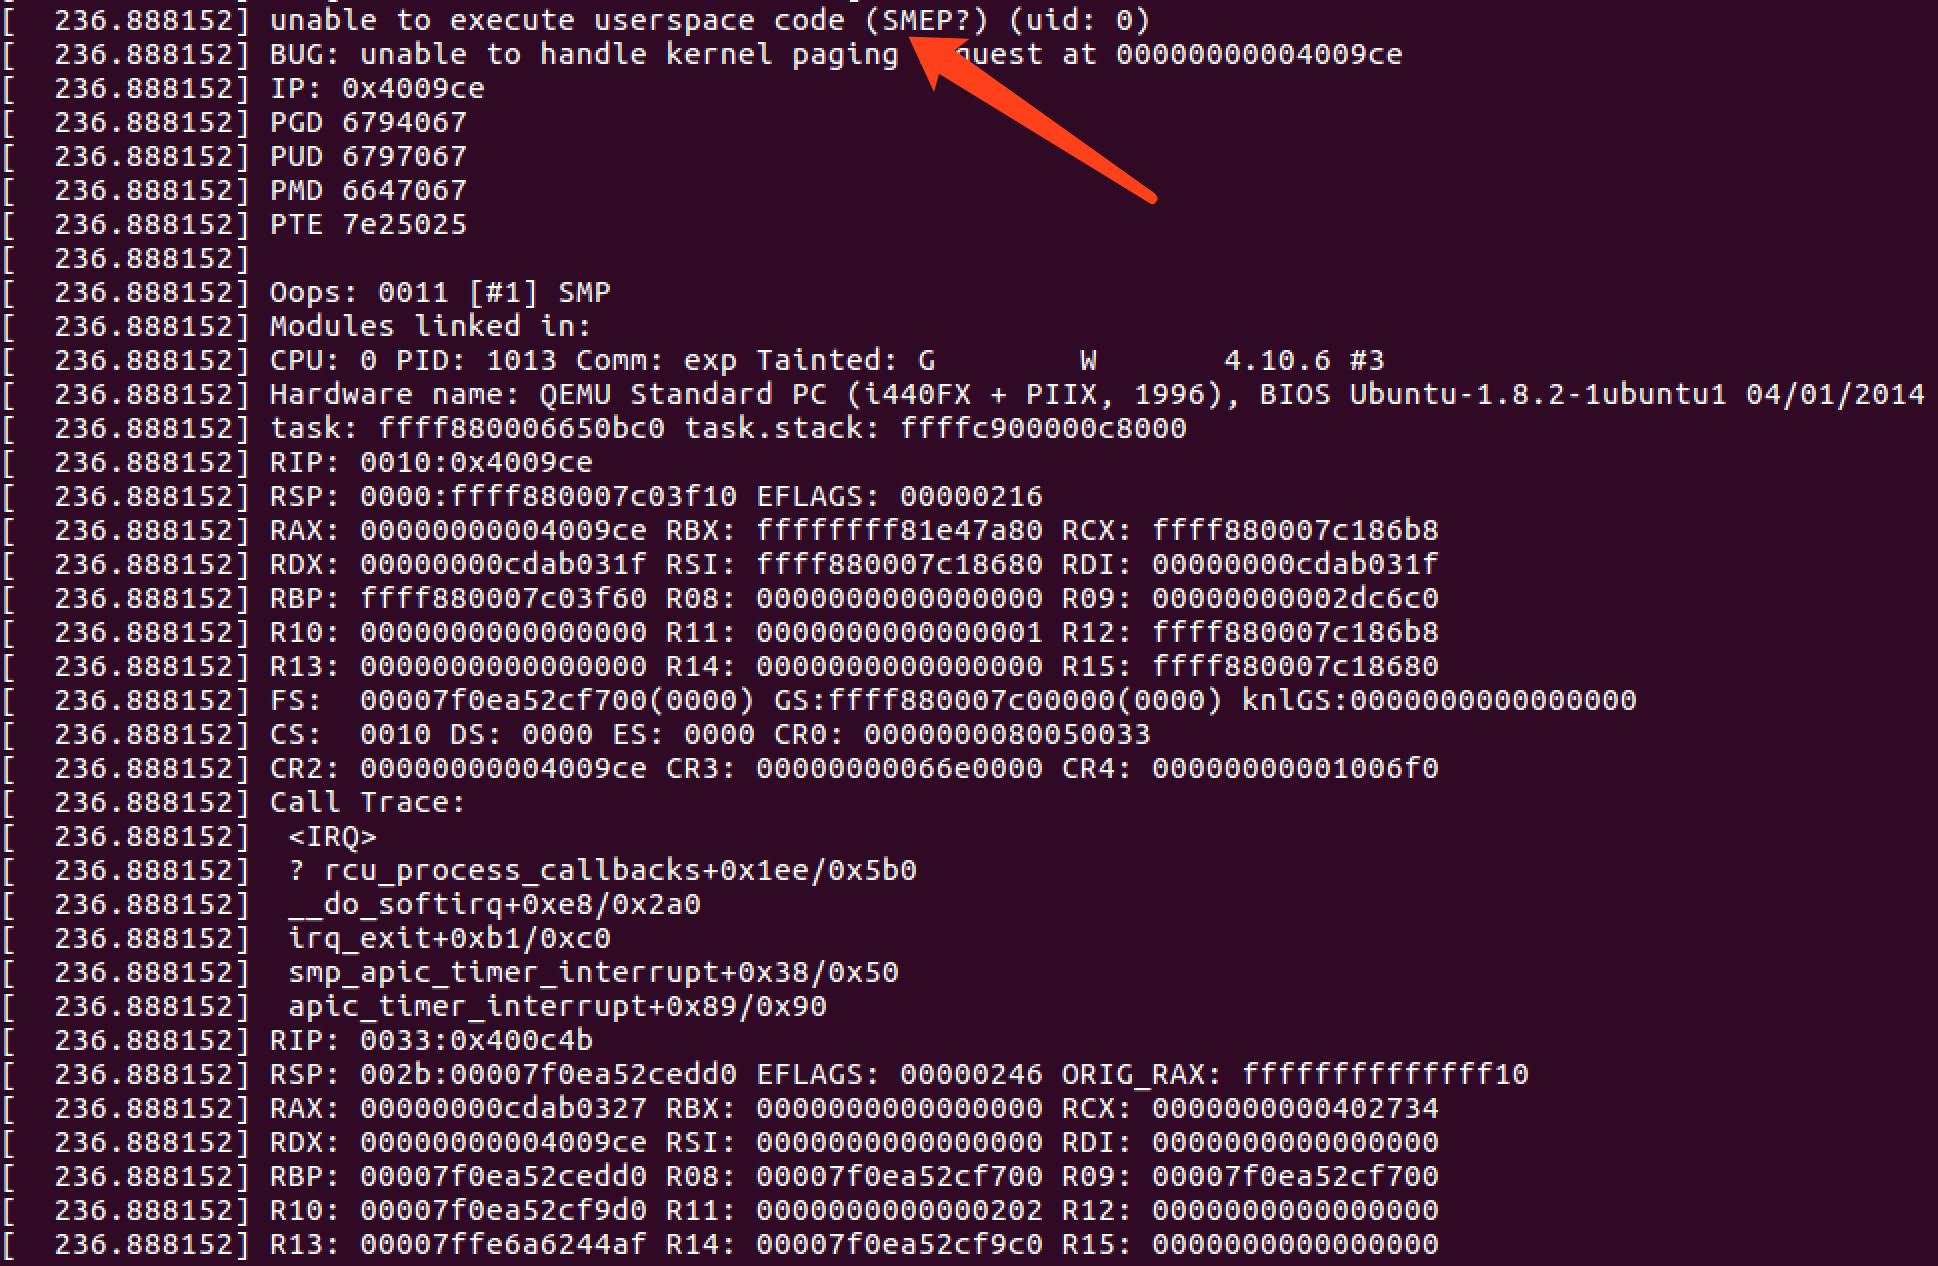 [  236.888152] unable to execute userspace code (SMEP?) (uid: 0)
[  236.888152] BUG: unable to handle kernel paging quest at 00000000004009ce
[  236.888152] IP: 0x4009ce
[  236.888152] PGD 6794067
[  236.888152] PUD 6797067
[  236.888152] PMD 6647067
[  236.888152] PTE 7e25025
[  236.888152]
[  236.888152] Oops: 0011 [#1] SMP
[  236.888152] Modules linked in:
[  236.888152] CPU: 0 PID: 1013 Comm: exp Tainted: G        W       4.10.6 #3
[  236.888152] Hardware name: QEMU Standard PC (i440FX + PIIX, 1996), BIOS Ubuntu-1.8.2-1ubuntu1 04/01/2014
[  236.888152] task: ffff880006650bc0 task.stack: ffffc900000c8000
[  236.888152] RIP: 0010:0x4009ce
[  236.888152] RSP: 0000:ffff880007c03f10 EFLAGS: 00000216
[  236.888152] RAX: 00000000004009ce RBX: ffffffff81e47a80 RCX: ffff880007c186b8
[  236.888152] RDX: 00000000cdab031f RSI: ffff880007c18680 RDI: 00000000cdab031f
[  236.888152] RBP: ffff880007c03f60 R08: 0000000000000000 R09: 00000000002dc6c0
[  236.888152] R10: 0000000000000000 R11: 0000000000000001 R12: ffff880007c186b8
[  236.888152] R13: 0000000000000000 R14: 0000000000000000 R15: ffff880007c18680
[  236.888152] FS:  00007f0ea52cf700(0000) GS:ffff880007c00000(0000) knlGS:0000000000000000
[  236.888152] CS:  0010 DS: 0000 ES: 0000 CR0: 0000000080050033
[  236.888152] CR2: 00000000004009ce CR3: 00000000066e0000 CR4: 00000000001006f0
[  236.888152] Call Trace:
[  236.888152]  <IRQ>
[  236.888152]  ? rcu_process_callbacks+0x1ee/0x5b0
[  236.888152]  __do_softirq+0xe8/0x2a0
[  236.888152]  irq_exit+0xb1/0xc0
[  236.888152]  smp_apic_timer_interrupt+0x38/0x50
[  236.888152]  apic_timer_interrupt+0x89/0x90
[  236.888152] RIP: 0033:0x400c4b
[  236.888152] RSP: 002b:00007f0ea52cedd0 EFLAGS: 00000246 ORIG_RAX: ffffffffffffff10
[  236.888152] RAX: 00000000cdab0327 RBX: 0000000000000000 RCX: 0000000000402734
[  236.888152] RDX: 00000000004009ce RSI: 0000000000000000 RDI: 0000000000000000
[  236.888152] RBP: 00007f0ea52cedd0 R08: 00007f0ea52cf700 R09: 00007f0ea52cf700
[  236.888152] R10: 00007f0ea52cf9d0 R11: 0000000000000202 R12: 0000000000000000
[  236.888152] R13: 00007ffe6a6244af R14: 00007f0ea52cf9c0 R15: 0000000000000000